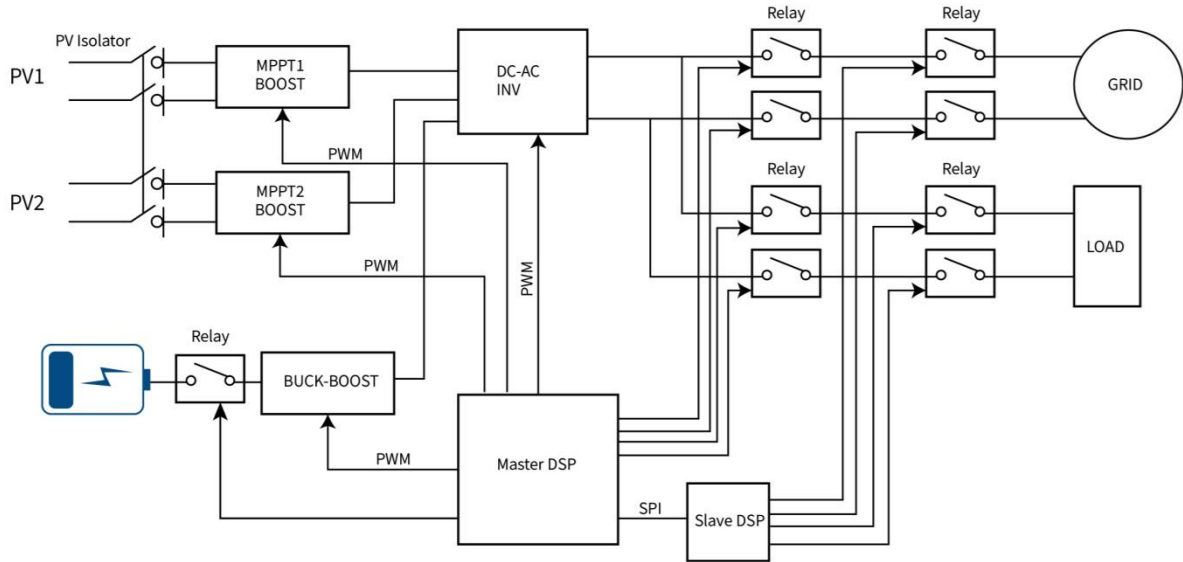 Relay
Relay
PV Isolator
PV1
MPPT1
BOOST
DC-AC
INV
GRID
PWM
Relay
Relay
PV2
MPPT2
BOOST
LOAD
PWM
PWM
Relay
BUCK-BOOST
PWM
Master DSP
SPI
Slave DSP